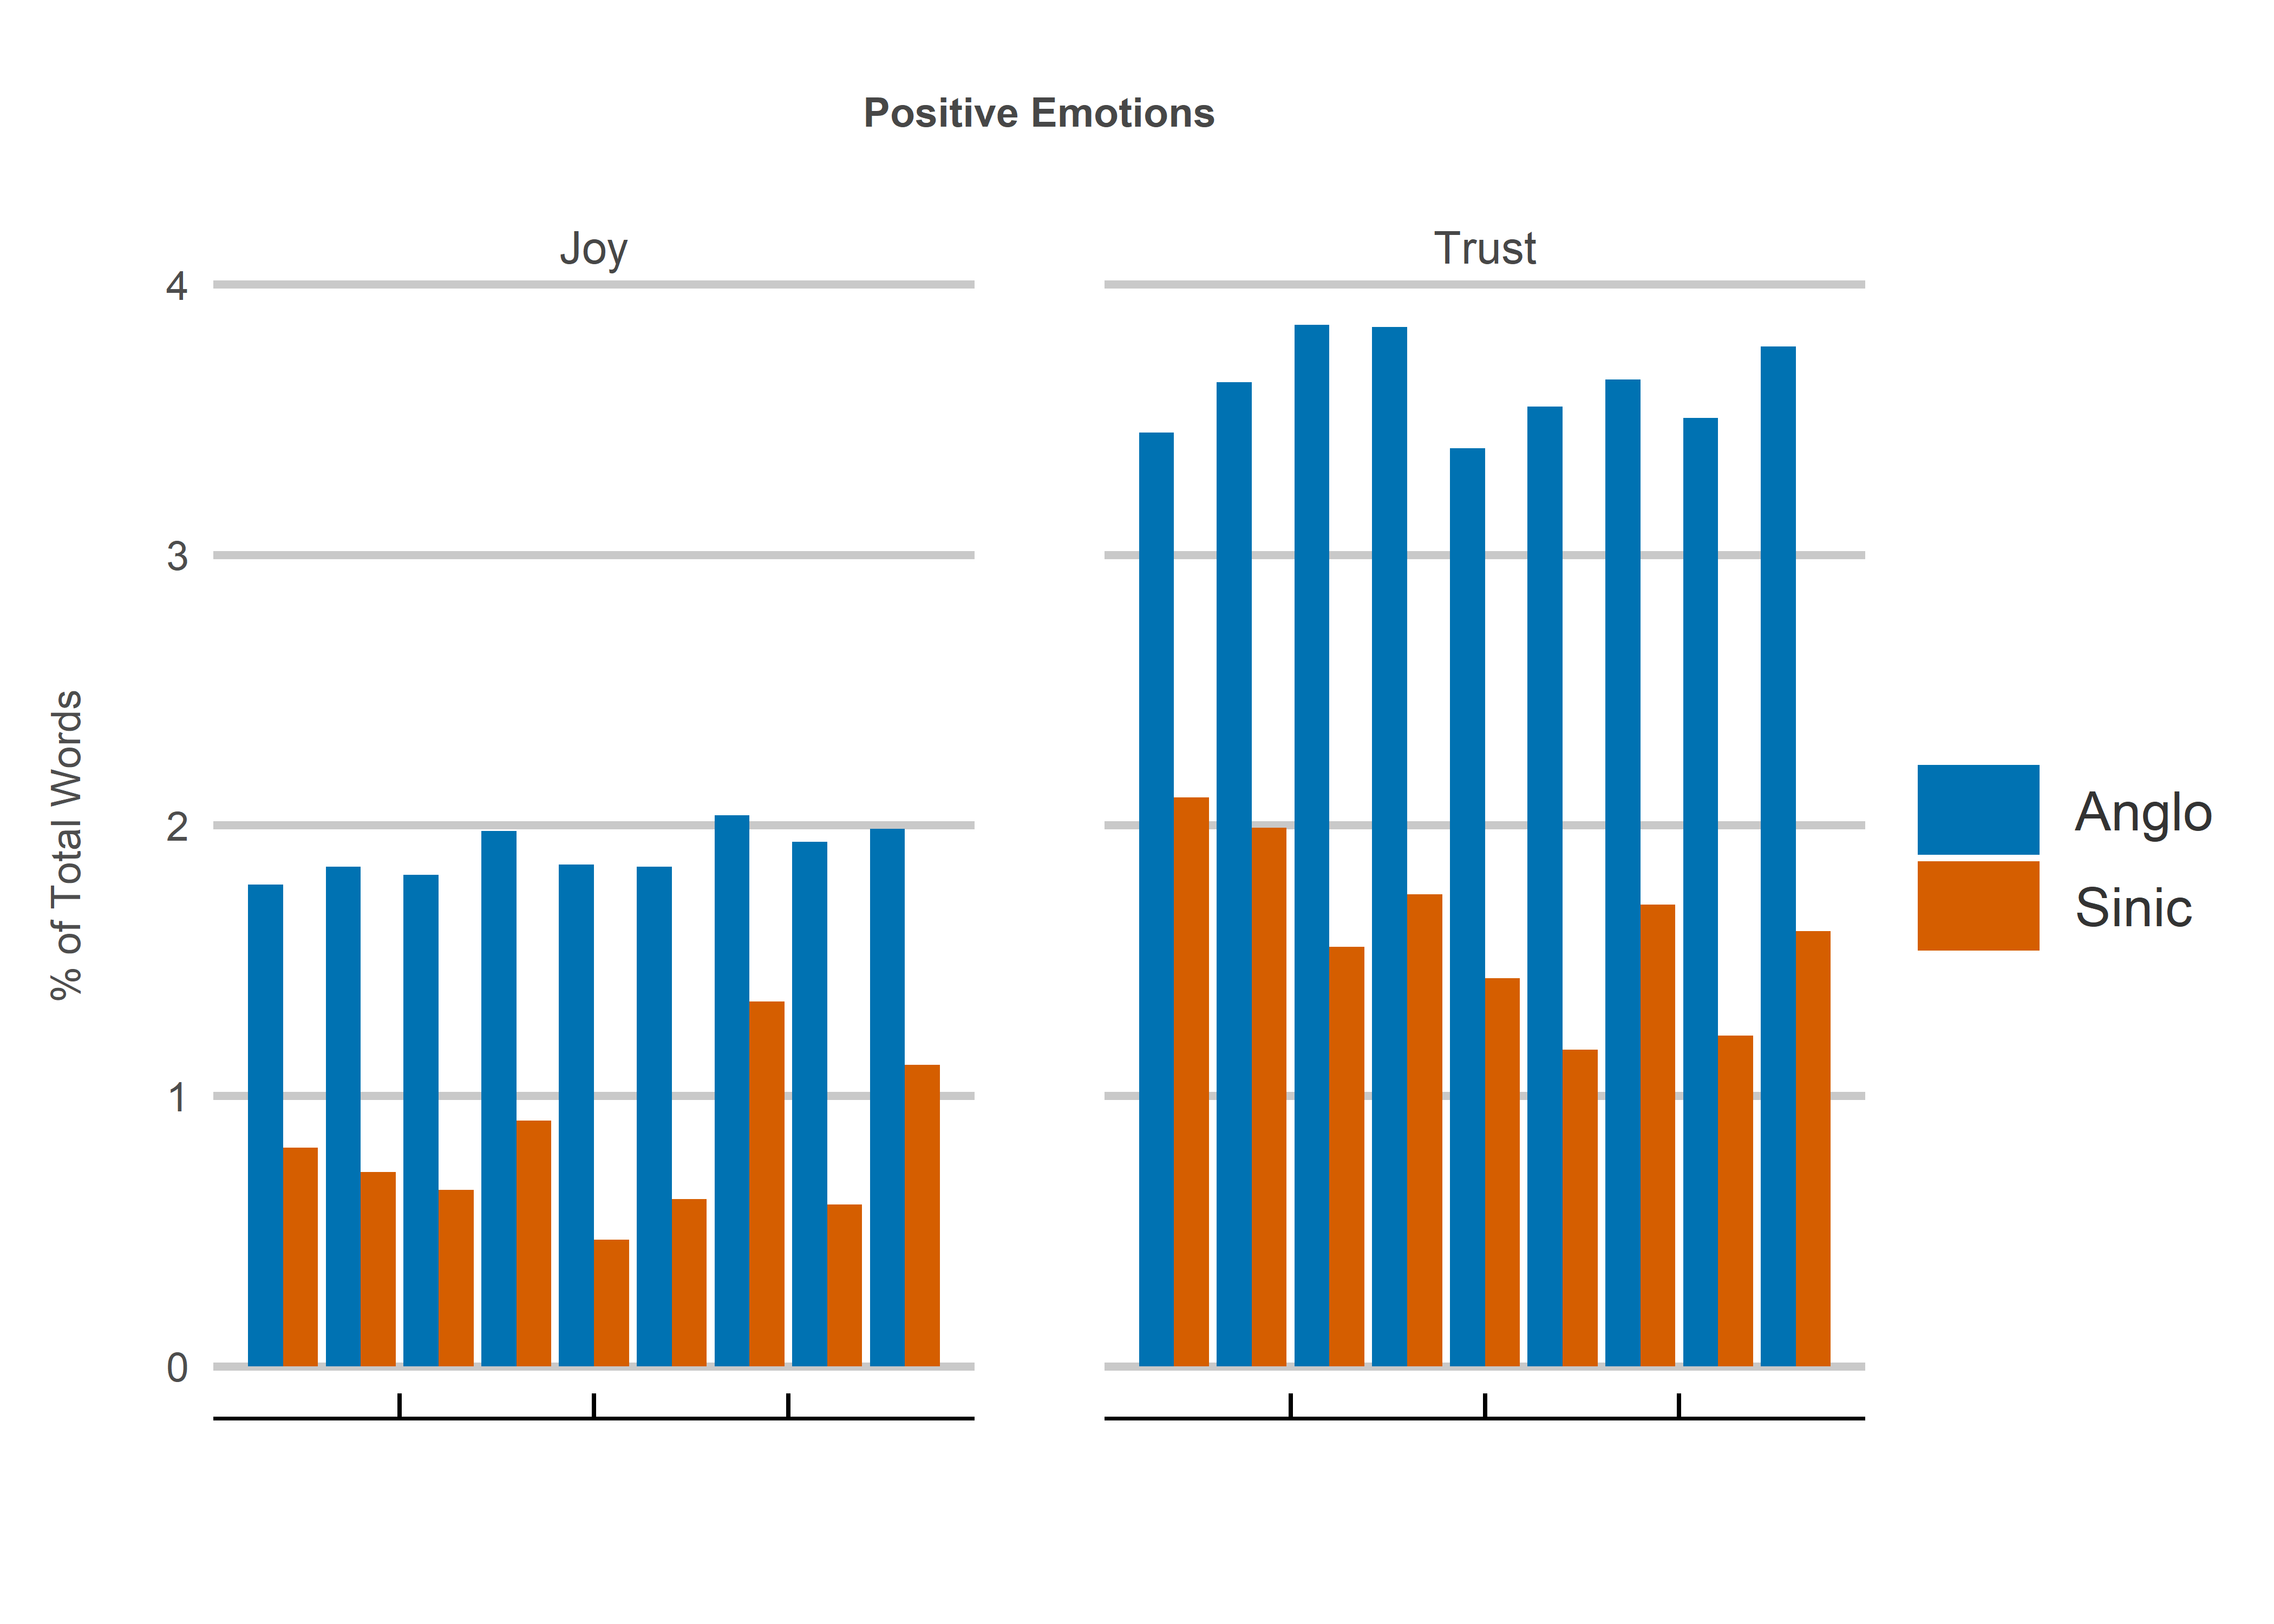 Positive Emotions
Joy
Trust
4
3
2
1
0
% of Total Words
Anglo
Sinic